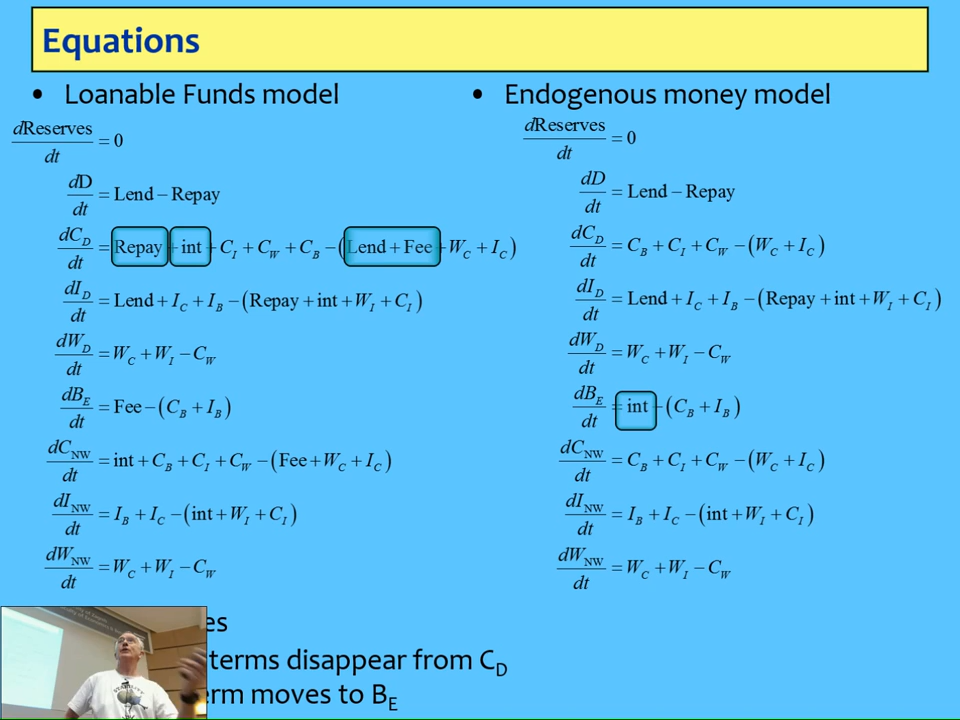 Equations
• Loanable Funds model
dReserves/dt = 0
dD/dt = Lend − Repay
dC_D/dt = Repay + int + C_I + C_W + C_B − (Lend + Fee + W_C + I_C)
dI_D/dt = Lend + I_C + I_B − (Repay + int + W_I + C_I)
dW_D/dt = W_C + W_I − C_W
dB_E/dt = Fee − (C_B + I_B)
dC_NW/dt = int + C_B + C_I + C_W − (Fee + W_C + I_C)
dI_NW/dt = I_B + I_C − (int + W_I + C_I)
dW_NW/dt = W_C + W_I − C_W
• Endogenous money model
dReserves/dt = 0
dD/dt = Lend − Repay
dC_D/dt = C_B + C_I + C_W − (W_C + I_C)
dI_D/dt = Lend + I_C + I_B − (Repay + int + W_I + C_I)
dW_D/dt = W_C + W_I − C_W
dB_E/dt = int − (C_B + I_B)
dC_NW/dt = C_B + C_I + C_W − (W_C + I_C)
dI_NW/dt = I_B + I_C − (int + W_I + C_I)
dW_NW/dt = W_C + W_I − C_W
es
terms disappear from C_D
erm moves to B_E